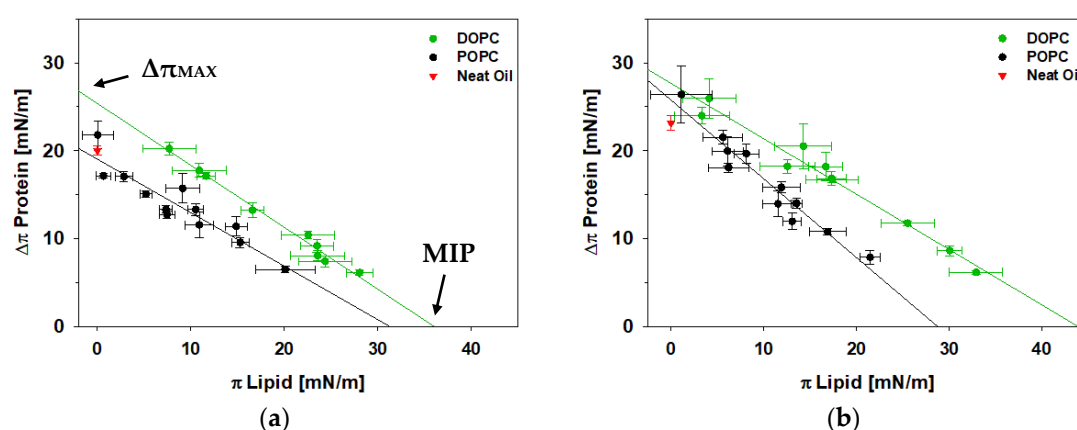 DOPC
POPC
Neat Oil
ΔπMAX
MIP
30
20
10
0
Δπ Protein [mN/m]
0 10 20 30 40
π Lipid [mN/m]
(a)
DOPC
POPC
Neat Oil
30
20
10
0
Δπ Protein [mN/m]
0 10 20 30 40
π Lipid [mN/m]
(b)